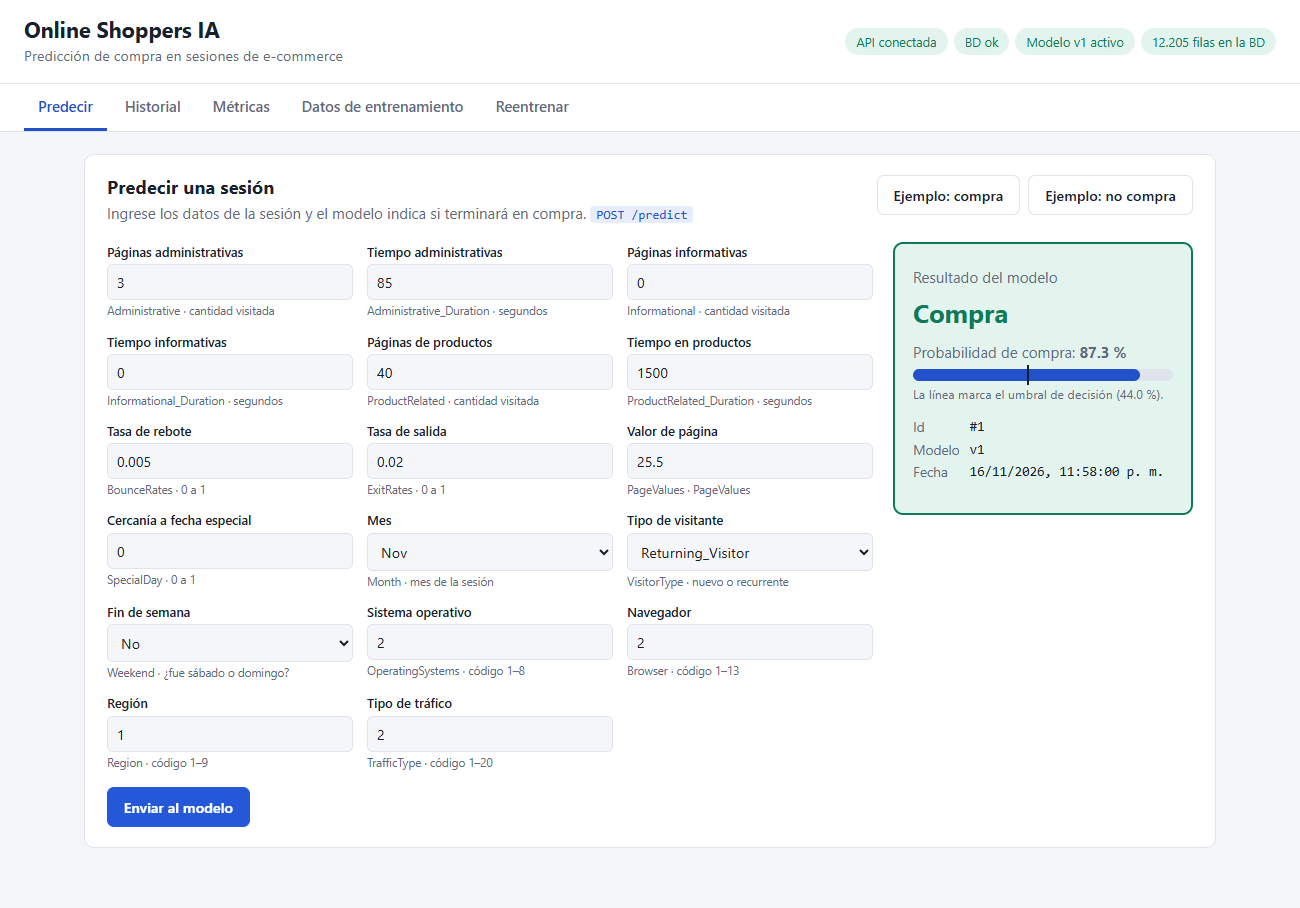 Online Shoppers IA
Predicción de compra en sesiones de e-commerce
API conectada
BD ok
Modelo v1 activo
12.205 filas en la BD
Predecir
Historial
Métricas
Datos de entrenamiento
Reentrenar
Predecir una sesión
Ingrese los datos de la sesión y el modelo indica si terminará en compra. POST /predict
Ejemplo: compra
Ejemplo: no compra
Páginas administrativas
3
Administrative · cantidad visitada
Tiempo administrativas
85
Administrative_Duration · segundos
Páginas informativas
0
Informational · cantidad visitada
Tiempo informativas
0
Informational_Duration · segundos
Páginas de productos
40
ProductRelated · cantidad visitada
Tiempo en productos
1500
ProductRelated_Duration · segundos
Tasa de rebote
0.005
BounceRates · 0 a 1
Tasa de salida
0.02
ExitRates · 0 a 1
Valor de página
25.5
PageValues · PageValues
Cercanía a fecha especial
0
SpecialDay · 0 a 1
Mes
Nov
Month · mes de la sesión
Tipo de visitante
Returning_Visitor
VisitorType · nuevo o recurrente
Fin de semana
No
Weekend · ¿fue sábado o domingo?
Sistema operativo
2
OperatingSystems · código 1–8
Navegador
2
Browser · código 1–13
Región
1
Region · código 1–9
Tipo de tráfico
2
TrafficType · código 1–20
Enviar al modelo
Resultado del modelo
Compra
Probabilidad de compra: 87.3 %
La línea marca el umbral de decisión (44.0 %).
Id #1
Modelo v1
Fecha 16/11/2026, 11:58:00 p. m.